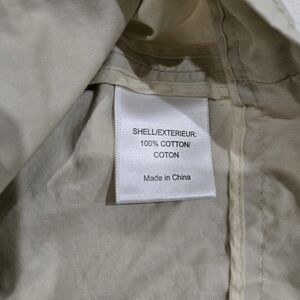 SHELL/EXTERIEUR:
100% COTTON/
COTON
Made in China